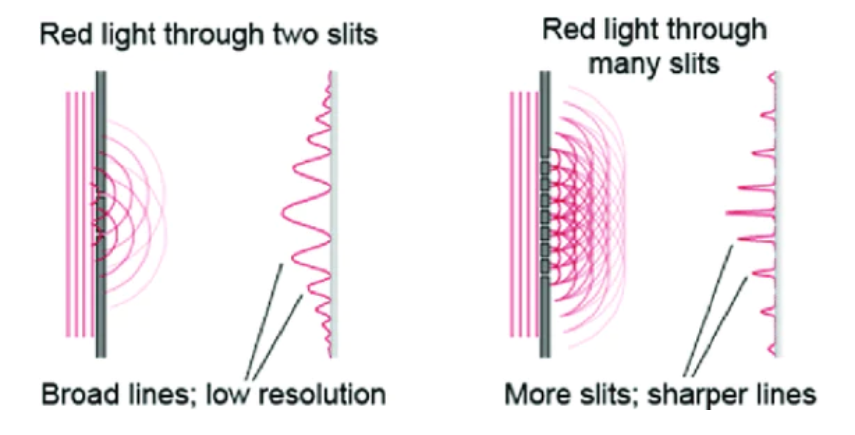 Red light through two slits
Broad lines; low resolution
Red light through
many slits
More slits; sharper lines